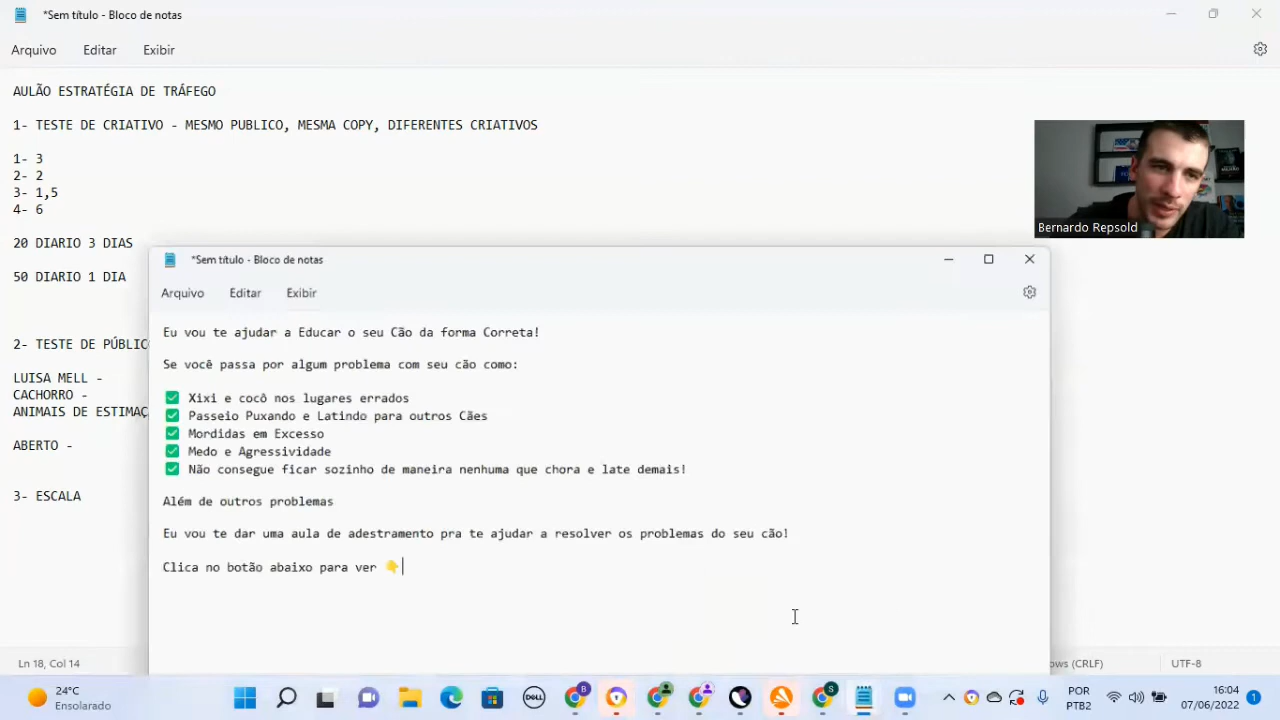 *Sem título - Bloco de notas
Arquivo Editar Exibir
AULÃO ESTRATÉGIA DE TRÁFEGO
1- TESTE DE CRIATIVO - MESMO PUBLICO, MESMA COPY, DIFERENTES CRIATIVOS
1- 3
2- 2
3- 1,5
4- 6
20 DIARIO 3 DIAS
50 DIARIO 1 DIA
2- TESTE DE PÚBLIC
LUISA MELL -
CACHORRO -
ANIMAIS DE ESTIMAÇ
ABERTO -
3- ESCALA
Bernardo Repsold
*Sem título - Bloco de notas
Arquivo Editar Exibir
Eu vou te ajudar a Educar o seu Cão da forma Correta!
Se você passa por algum problema com seu cão como:
✅ Xixi e cocô nos lugares errados
✅ Passeio Puxando e Latindo para outros Cães
✅ Mordidas em Excesso
✅ Medo e Agressividade
✅ Não consegue ficar sozinho de maneira nenhuma que chora e late demais!
Além de outros problemas
Eu vou te dar uma aula de adestramento pra te ajudar a resolver os problemas do seu cão!
Clica no botão abaixo para ver 👇
Ln 18, Col 14
ows (CRLF)
UTF-8
24°C
Ensolarado
DELL
POR
PTB2
16:04
07/06/2022